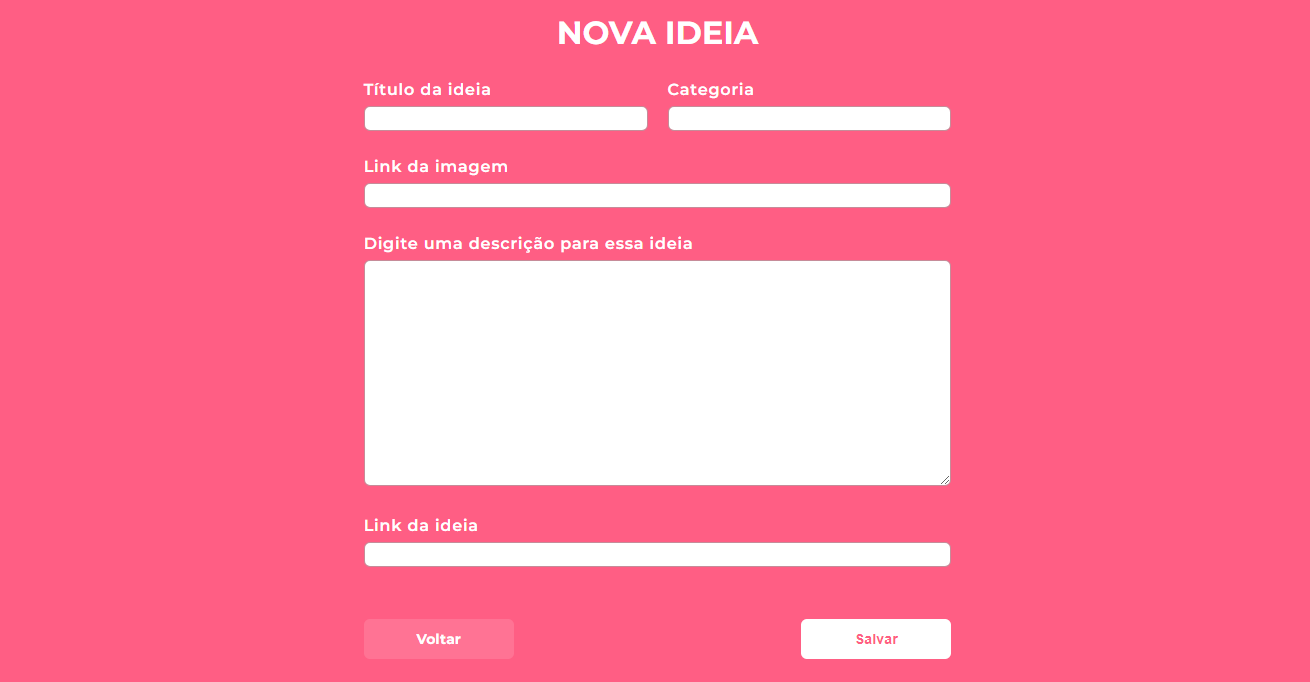 NOVA IDEIA
Título da ideia
Categoria
Link da imagem
Digite uma descrição para essa ideia
Link da ideia
Voltar
Salvar